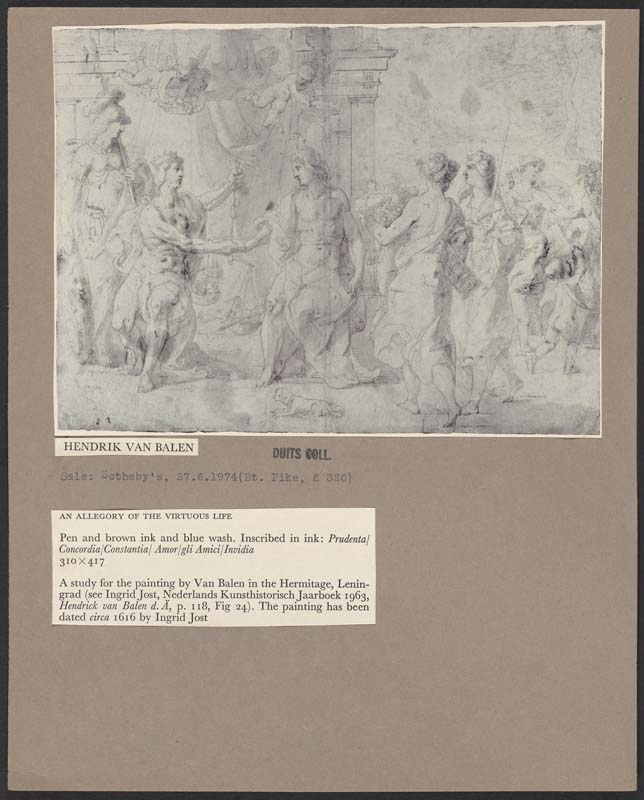 HENDRIK VAN BALEN
DUITS COLL.
Sale: Sotheby's, 27.6.1974(Bt. Pike, £ 320)
AN ALLEGORY OF THE VIRTUOUS LIFE
Pen and brown ink and blue wash. Inscribed in ink: Prudenta/
Concordia/Constantia/ Amor/gli Amici/Invidia
310×417
A study for the painting by Van Balen in the Hermitage, Lenin-
grad (see Ingrid Jost, Nederlands Kunsthistorisch Jaarboek 1963,
Hendrick van Balen d. Ä, p. 118, Fig 24). The painting has been
dated circa 1616 by Ingrid Jost